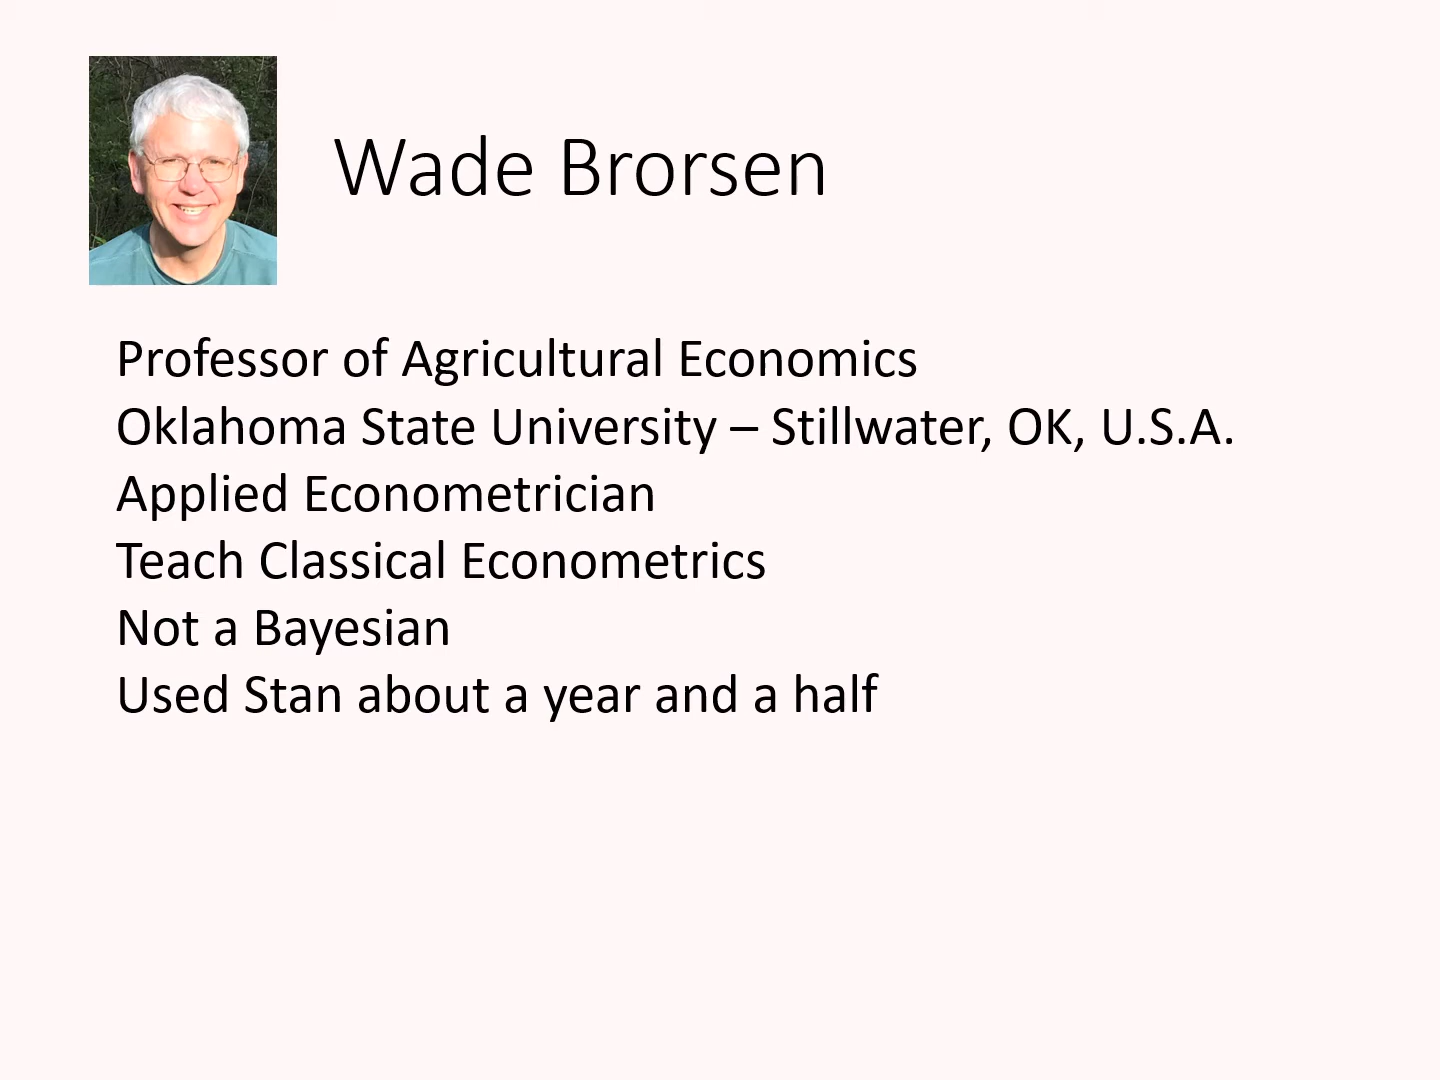 Wade Brorsen
Professor of Agricultural Economics
Oklahoma State University – Stillwater, OK, U.S.A.
Applied Econometrician
Teach Classical Econometrics
Not a Bayesian
Used Stan about a year and a half